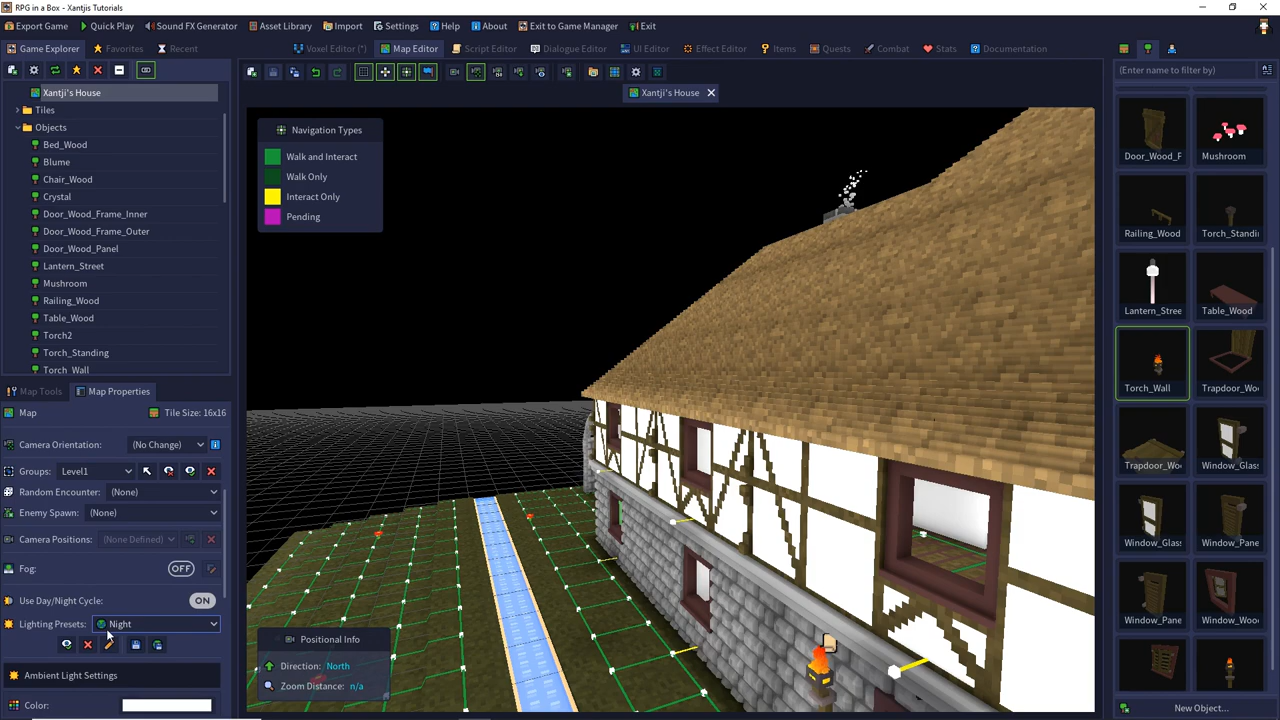 RPG in a Box - Xantjis Tutorials
Export Game Quick Play Sound FX Generator Asset Library Import Settings Help About Exit to Game Manager Exit
Game Explorer Favorites Recent Voxel Editor (*) Map Editor Script Editor Dialogue Editor UI Editor Effect Editor Items Quests Combat Stats Documentation
(Enter name to filter by)
Xantji's House
Tiles
Objects
Bed_Wood
Blume
Chair_Wood
Crystal
Door_Wood_Frame_Inner
Door_Wood_Frame_Outer
Door_Wood_Panel
Lantern_Street
Mushroom
Railing_Wood
Table_Wood
Torch2
Torch_Standing
Torch_Wall
Map Tools Map Properties
Map Tile Size: 16x16
Camera Orientation: (No Change)
Groups: Level1
Random Encounter: (None)
Enemy Spawn: (None)
Camera Positions: (None Defined)
Fog: OFF
Use Day/Night Cycle: ON
Lighting Presets: Night
Ambient Light Settings
Color:
Xantji's House
Navigation Types
Walk and Interact
Walk Only
Interact Only
Pending
Positional Info
Direction: North
Zoom Distance: n/a
Door_Wood_F Mushroom
Railing_Wood Torch_Standi
Lantern_Stree Table_Wood
Torch_Wall Trapdoor_Wo
Trapdoor_Wo Window_Glas
Window_Glas Window_Pane
Window_Pane Window_Wood
New Object...